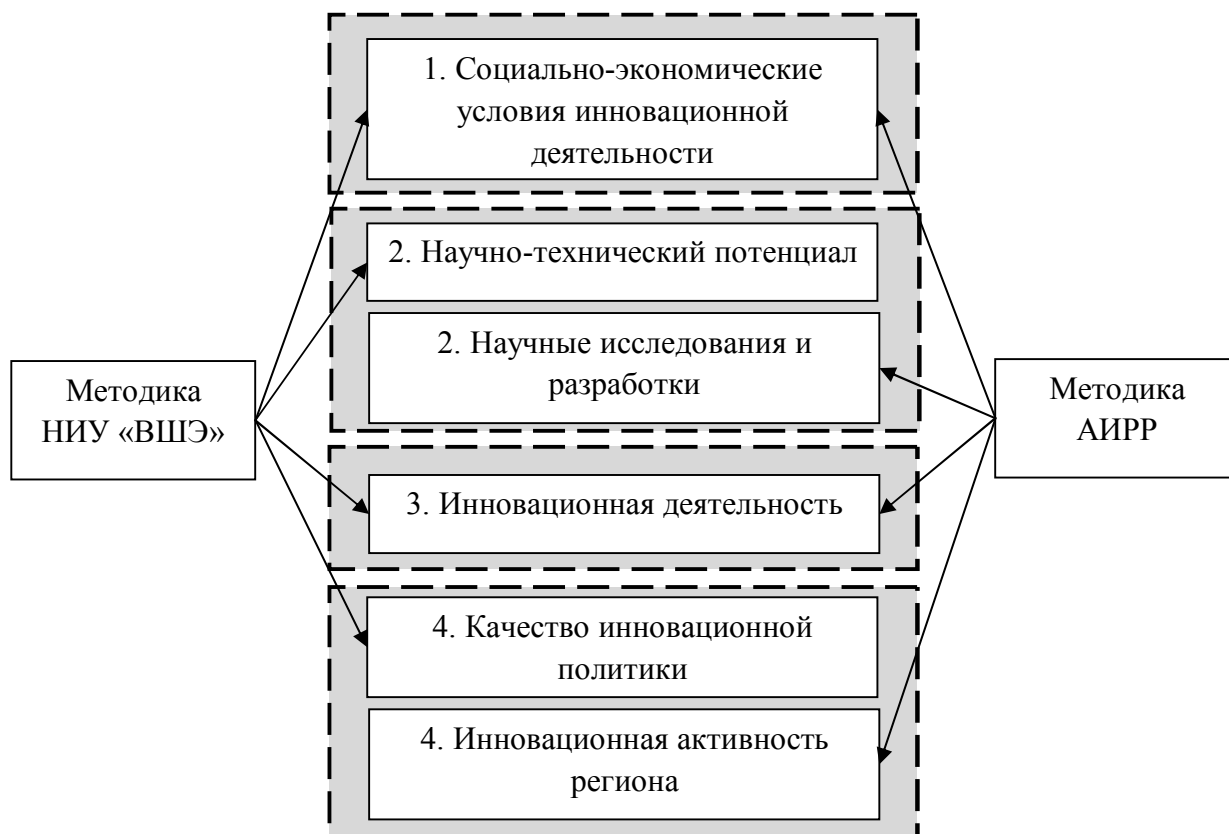 1. Социально-экономические
условия инновационной
деятельности
2. Научно-технический потенциал
2. Научные исследования и
разработки
Методика
НИУ «ВШЭ»
Методика
АИРР
3. Инновационная деятельность
4. Качество инновационной
политики
4. Инновационная активность
региона